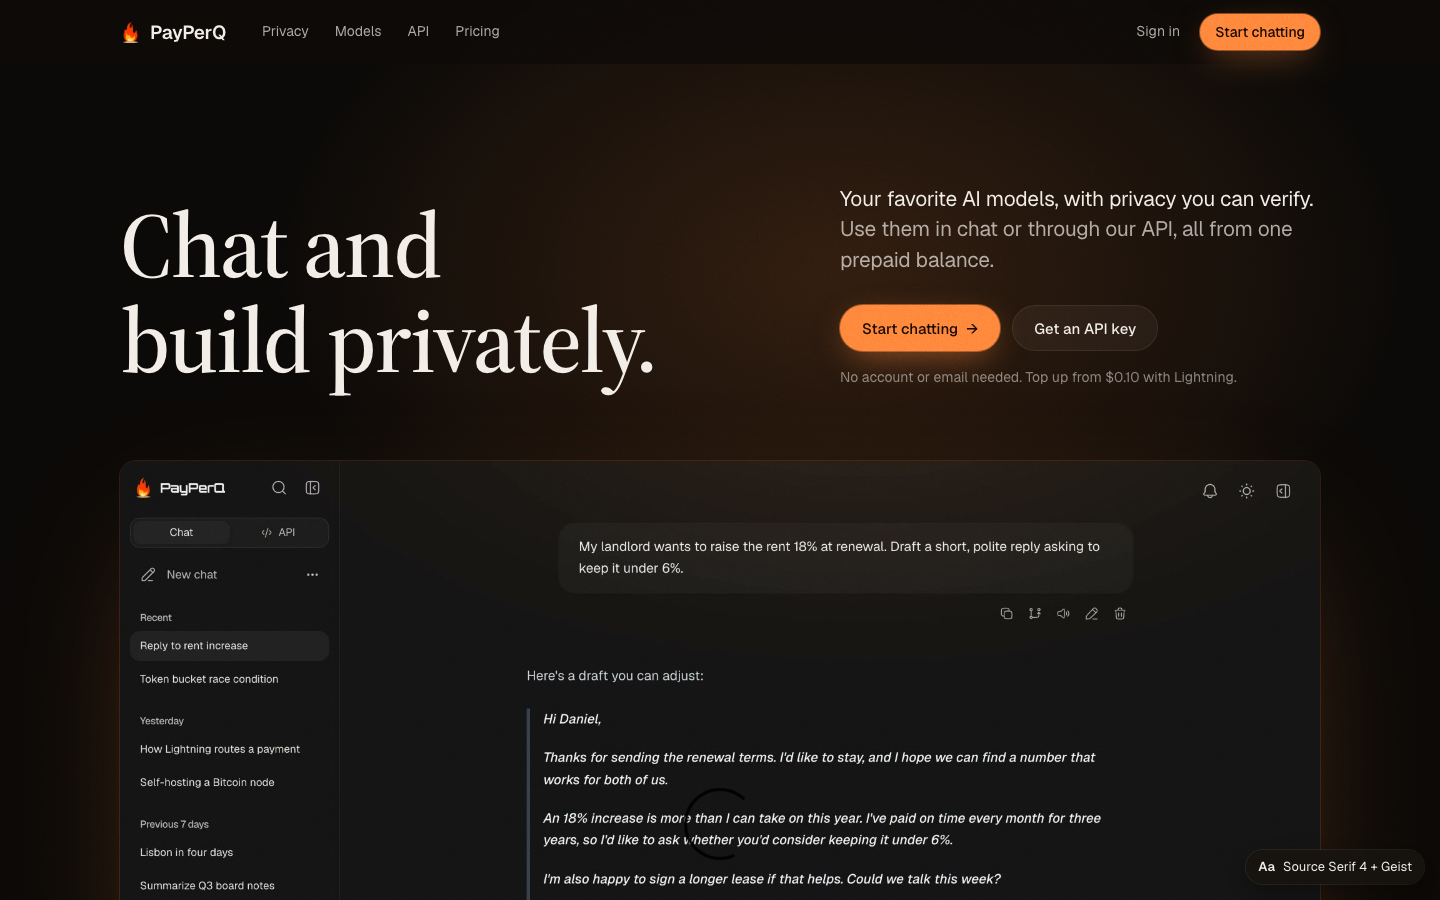 PayPerQ
Privacy
Models
API
Pricing
Sign in
Start chatting
Chat and
build privately.
Your favorite AI models, with privacy you can verify.
Use them in chat or through our API, all from one
prepaid balance.
Start chatting →
Get an API key
No account or email needed. Top up from $0.10 with Lightning.
PayPerQ
Chat
</> API
New chat
Recent
Reply to rent increase
Token bucket race condition
Yesterday
How Lightning routes a payment
Self-hosting a Bitcoin node
Previous 7 days
Lisbon in four days
Summarize Q3 board notes
My landlord wants to raise the rent 18% at renewal. Draft a short, polite reply asking to
keep it under 6%.
Here's a draft you can adjust:
Hi Daniel,
Thanks for sending the renewal terms. I'd like to stay, and I hope we can find a number that
works for both of us.
An 18% increase is more than I can take on this year. I've paid on time every month for three
years, so I'd like to ask whether you'd consider keeping it under 6%.
I'm also happy to sign a longer lease if that helps. Could we talk this week?
Aa Source Serif 4 + Geist